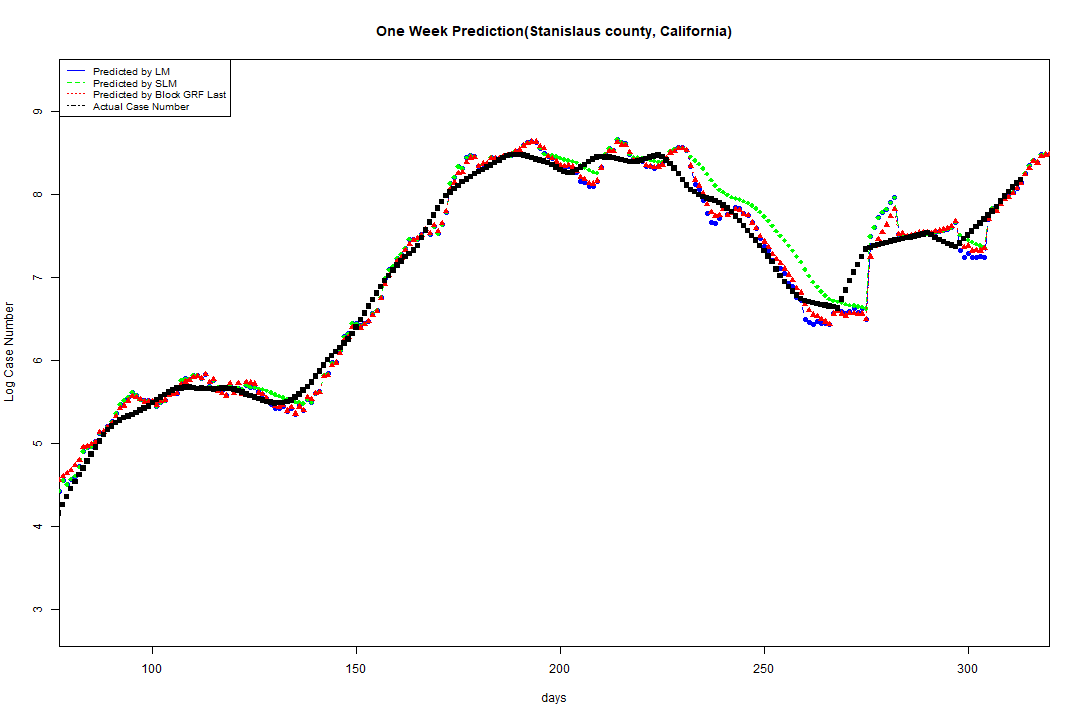 One Week Prediction(Stanislaus county, California)
Predicted by LM
Predicted by SLM
Predicted by Block GRF Last
Actual Case Number
Log Case Number
9
8
7
6
5
4
3
100 150 200 250 300
days